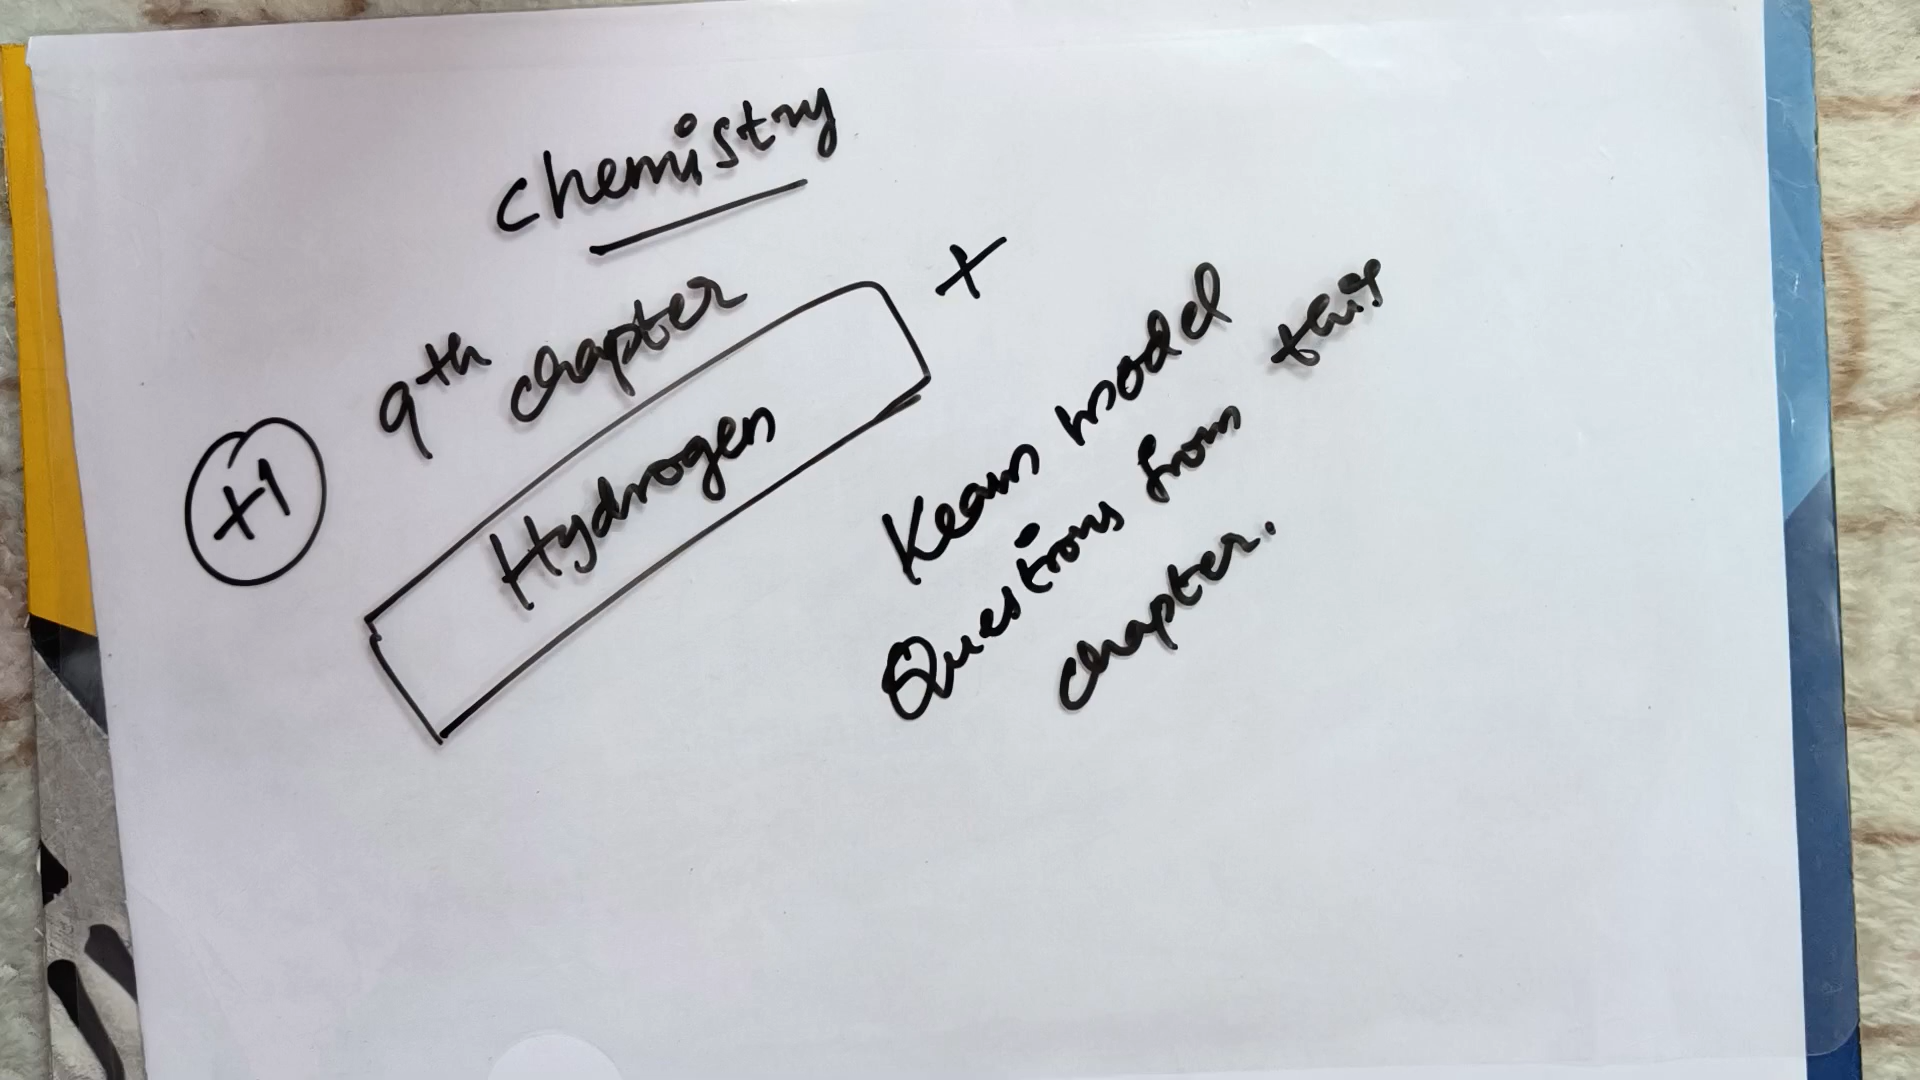 Chemistry
+1
9th chapter
Hydrogen
+
Keam model
Questions from this
chapter.